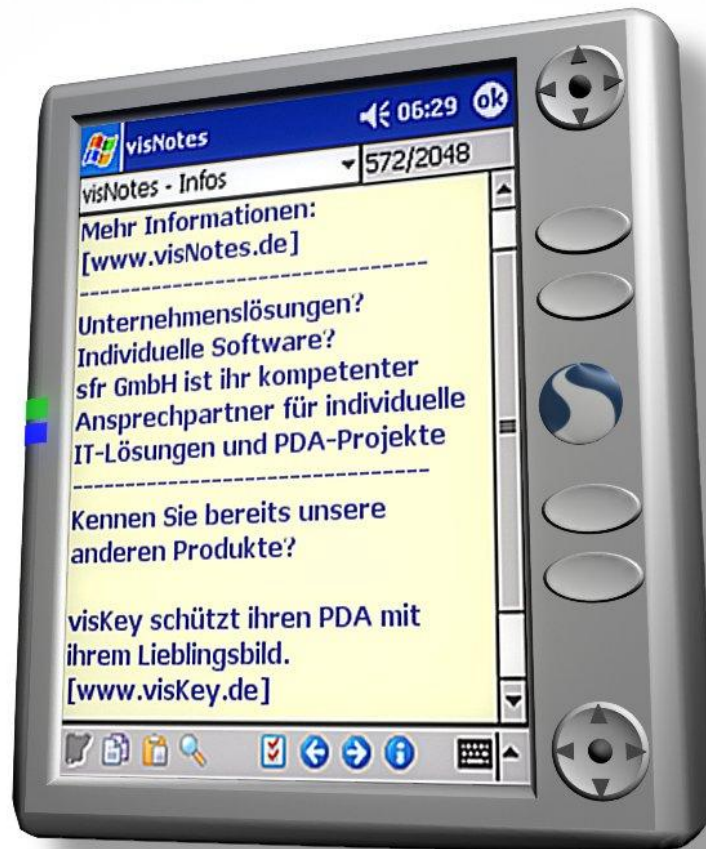 visNotes
06:29
ok
visNotes - Infos
572/2048
Mehr Informationen:
[www.visNotes.de]
--------------------------------
Unternehmenslösungen?
Individuelle Software?
sfr GmbH ist ihr kompetenter
Ansprechpartner für individuelle
IT-Lösungen und PDA-Projekte
--------------------------------
Kennen Sie bereits unsere
anderen Produkte?
visKey schützt ihren PDA mit
ihrem Lieblingsbild.
[www.visKey.de]